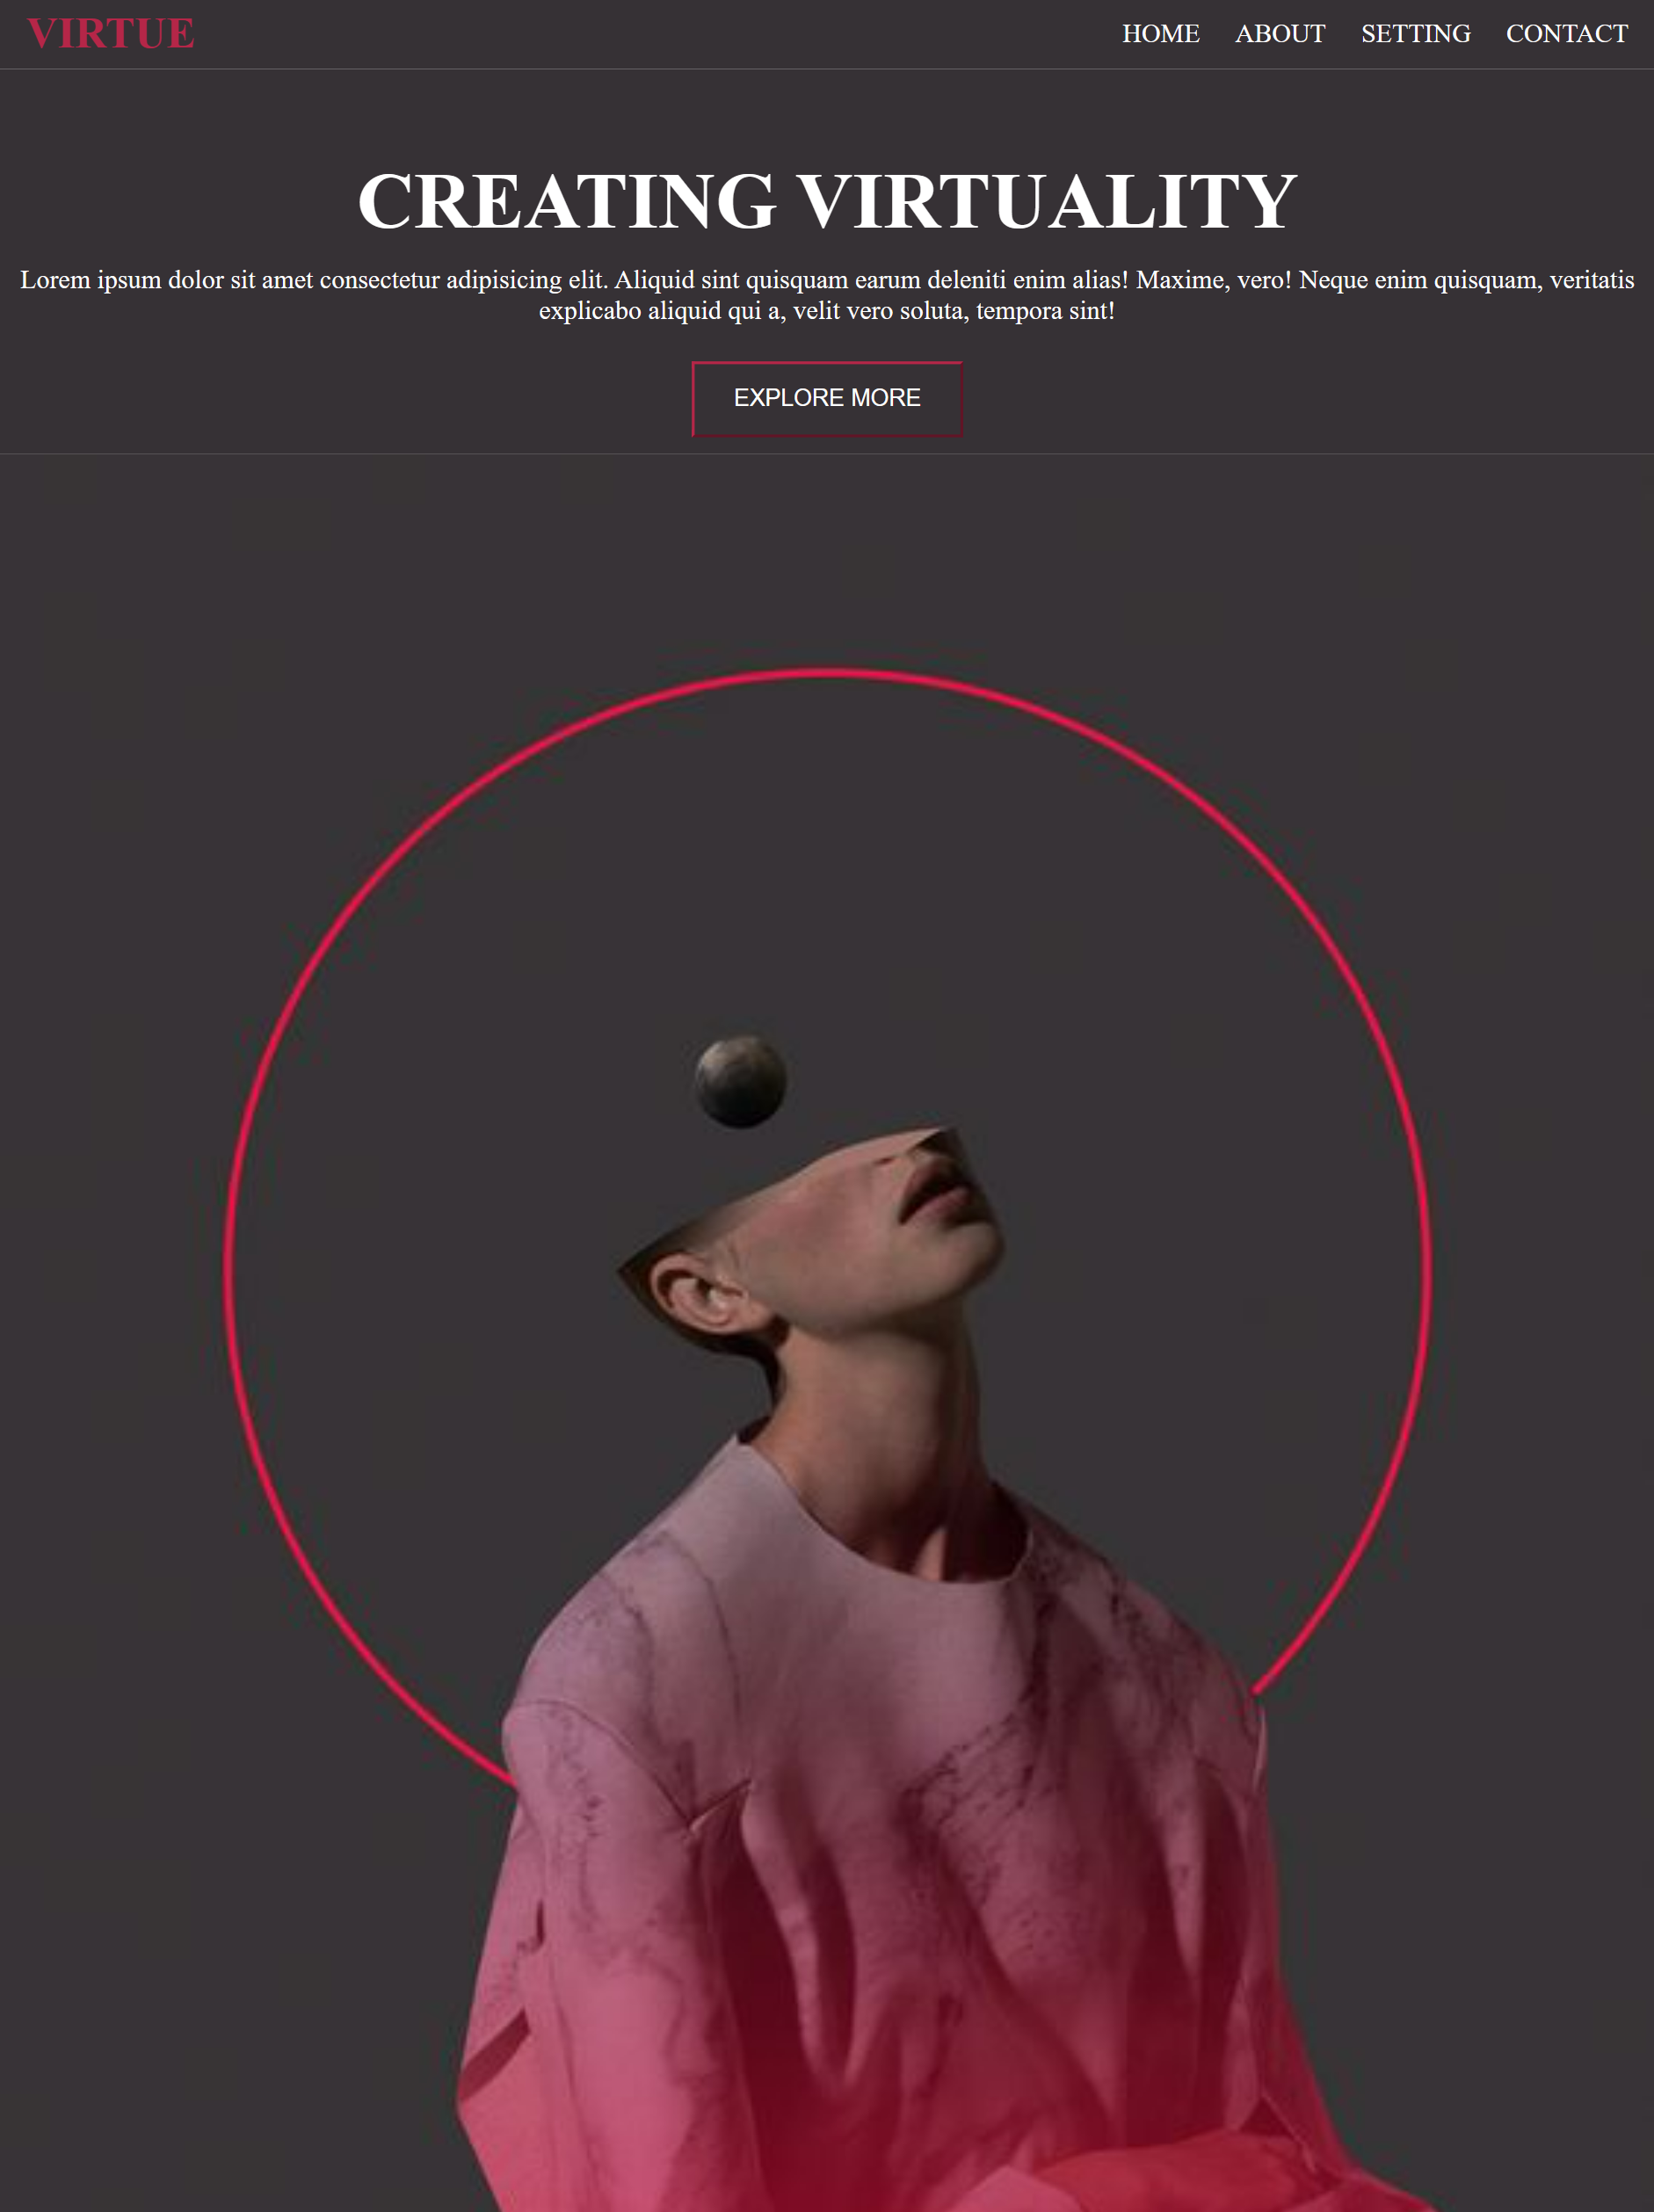 VIRTUE
HOME ABOUT SETTING CONTACT
CREATING VIRTUALITY
Lorem ipsum dolor sit amet consectetur adipisicing elit. Aliquid sint quisquam earum deleniti enim alias! Maxime, vero! Neque enim quisquam, veritatis
explicabo aliquid qui a, velit vero soluta, tempora sint!
EXPLORE MORE